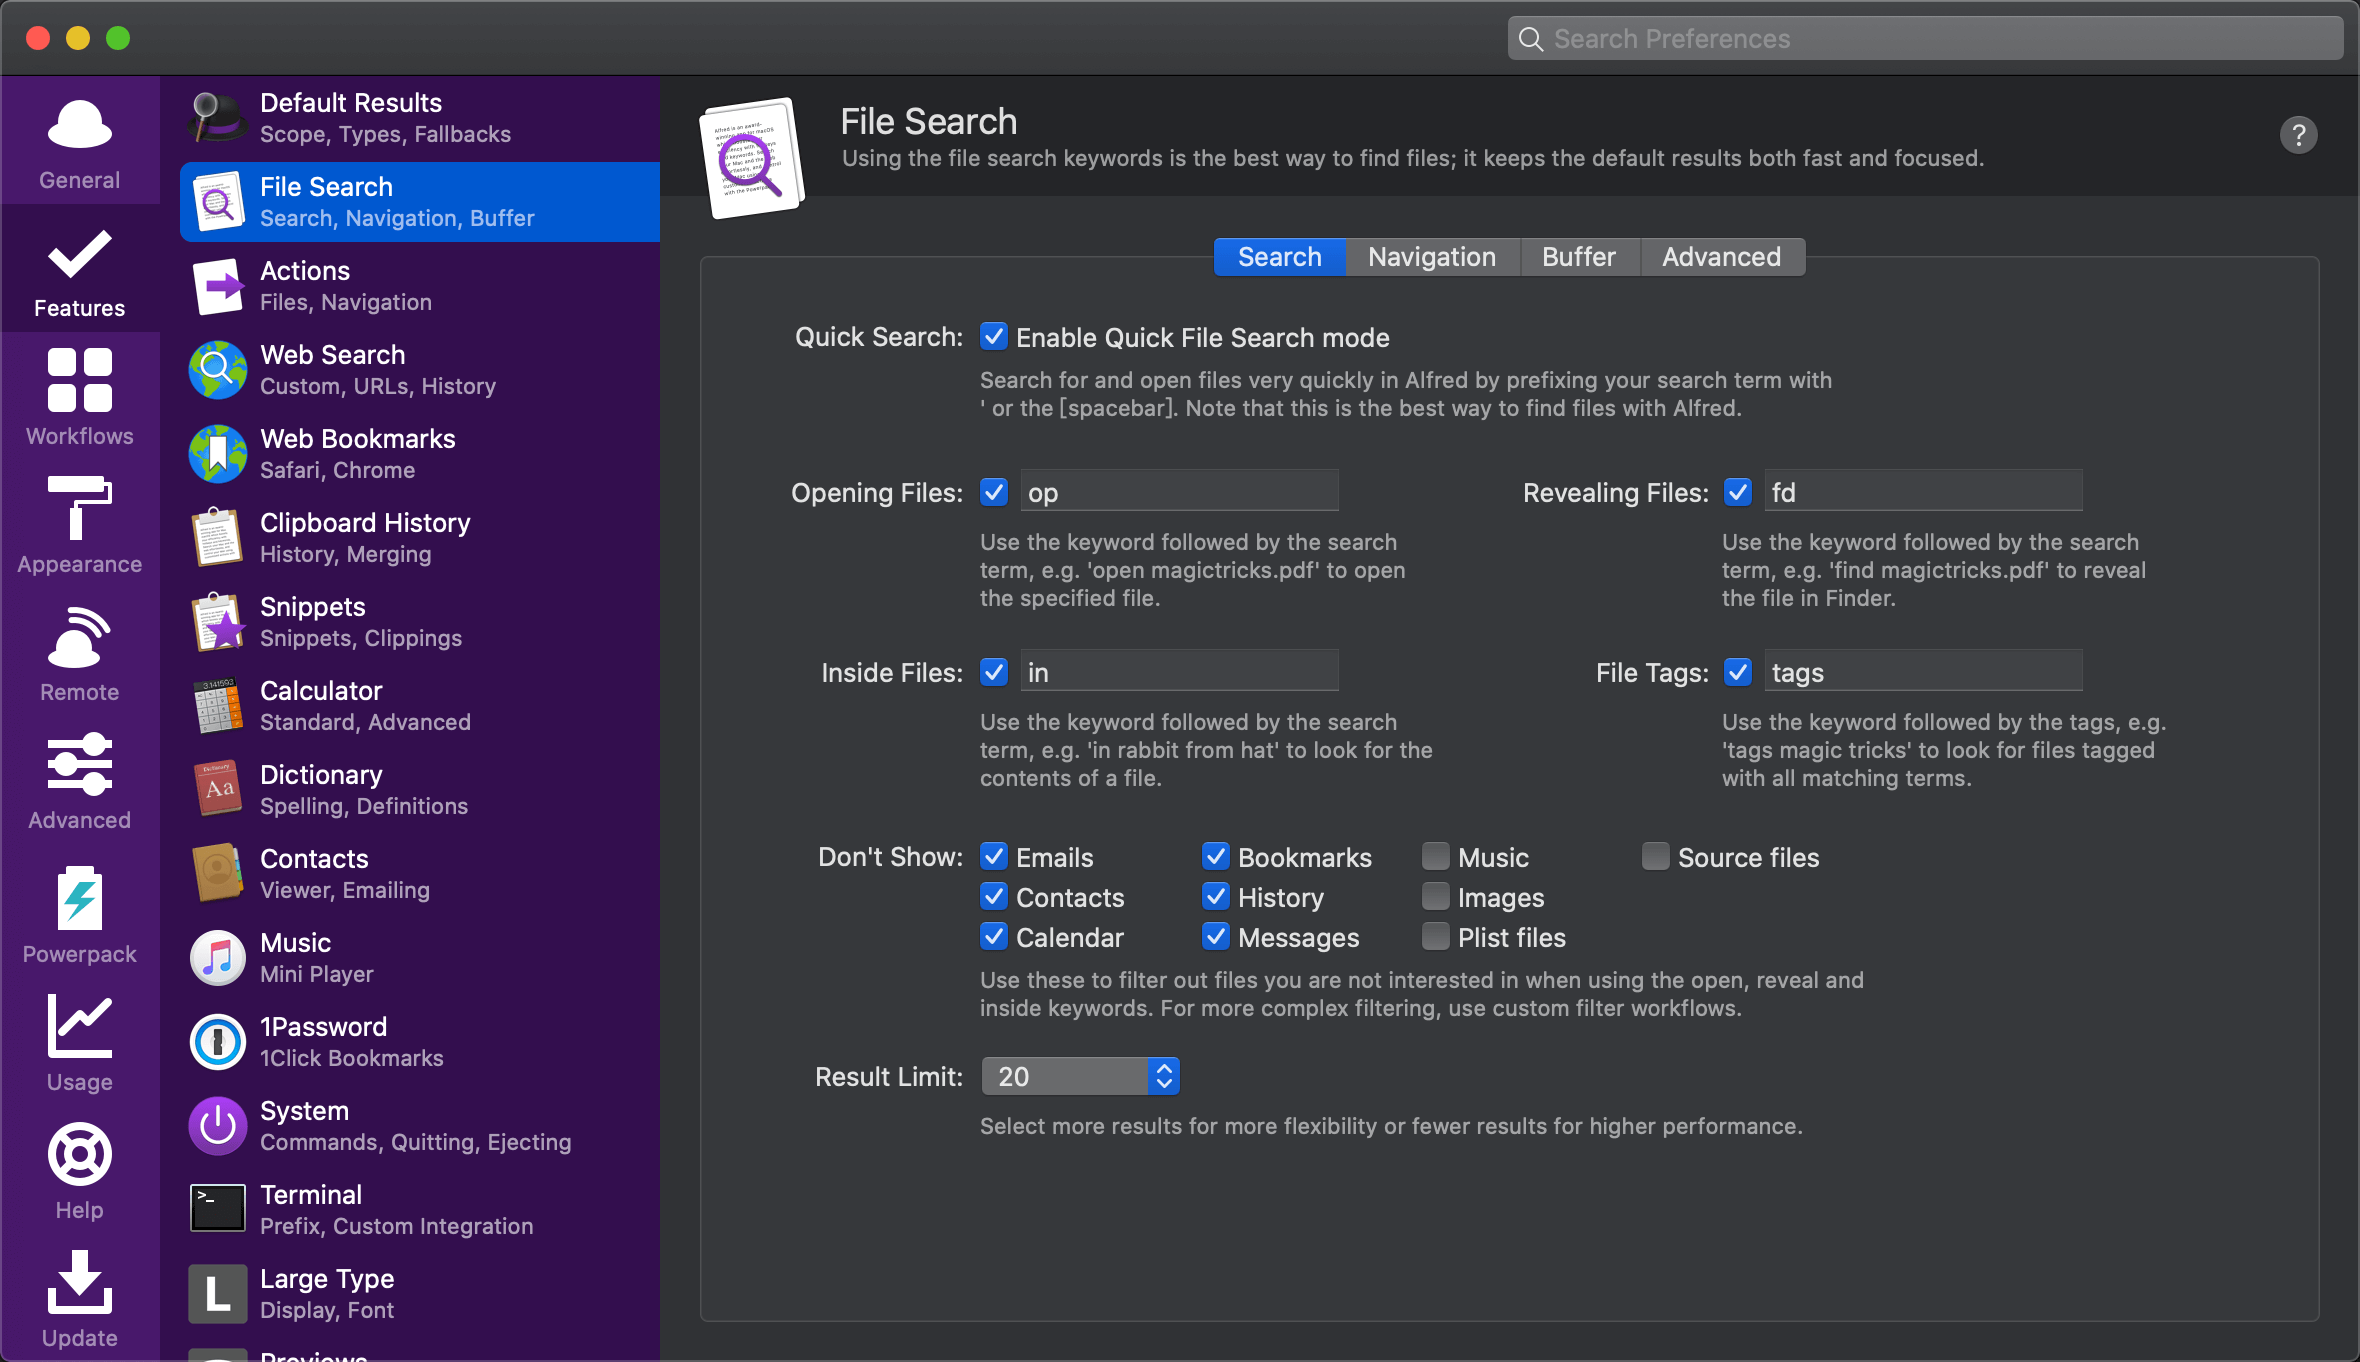 Search Preferences
General
Features
Workflows
Appearance
Remote
Advanced
Powerpack
Usage
Help
Update
Default Results
Scope, Types, Fallbacks
File Search
Search, Navigation, Buffer
Actions
Files, Navigation
Web Search
Custom, URLs, History
Web Bookmarks
Safari, Chrome
Clipboard History
History, Merging
Snippets
Snippets, Clippings
Calculator
Standard, Advanced
Dictionary
Spelling, Definitions
Contacts
Viewer, Emailing
Music
Mini Player
1Password
1Click Bookmarks
System
Commands, Quitting, Ejecting
Terminal
Prefix, Custom Integration
L
Large Type
Display, Font
Previews
File Search
Using the file search keywords is the best way to find files; it keeps the default results both fast and focused.
?
Search Navigation Buffer Advanced
Quick Search: Enable Quick File Search mode
Search for and open files very quickly in Alfred by prefixing your search term with
' or the [spacebar]. Note that this is the best way to find files with Alfred.
Opening Files: op
Use the keyword followed by the search
term, e.g. 'open magictricks.pdf' to open
the specified file.
Revealing Files: fd
Use the keyword followed by the search
term, e.g. 'find magictricks.pdf' to reveal
the file in Finder.
Inside Files: in
Use the keyword followed by the search
term, e.g. 'in rabbit from hat' to look for the
contents of a file.
File Tags: tags
Use the keyword followed by the tags, e.g.
'tags magic tricks' to look for files tagged
with all matching terms.
Don't Show: Emails Bookmarks Music Source files
Contacts History Images
Calendar Messages Plist files
Use these to filter out files you are not interested in when using the open, reveal and
inside keywords. For more complex filtering, use custom filter workflows.
Result Limit: 20
Select more results for more flexibility or fewer results for higher performance.